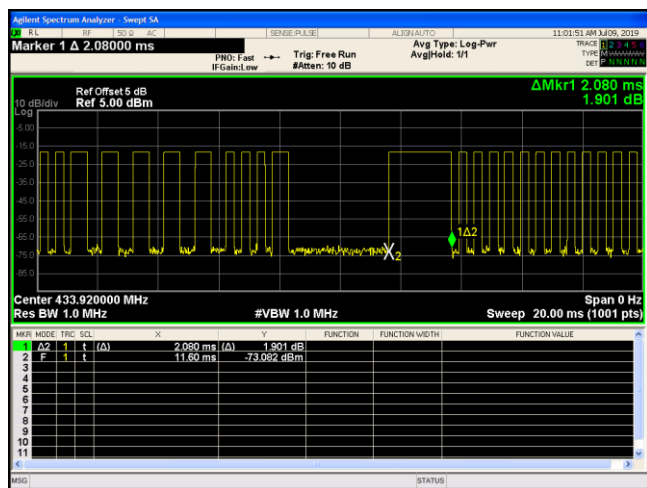 Agilent Spectrum Analyzer - Swept SA
RL RF 50 Ω AC SENSE:PULSE ALIGNAUTO 11:01:51 AM Jul09, 2019
Marker 1 Δ 2.08000 ms Avg Type: Log-Pwr TRACE 1 2 3 4 5 6
PNO: Fast Trig: Free Run Avg|Hold: 1/1 TYPE M
IFGain:Low #Atten: 10 dB DET P N N N N N
Ref Offset 5 dB ΔMkr1 2.080 ms
10 dB/div Ref 5.00 dBm 1.901 dB
Log
-5.00
-15.0
-25.0
-35.0
-45.0
-55.0
-65.0
1Δ2
-75.0
X2
-85.0
Center 433.920000 MHz Span 0 Hz
Res BW 1.0 MHz #VBW 1.0 MHz Sweep 20.00 ms (1001 pts)
MKR MODE TRC SCL X Y FUNCTION FUNCTION WIDTH FUNCTION VALUE
1 Δ2 1 t (Δ) 2.080 ms (Δ) 1.901 dB
2 F 1 t 11.60 ms -73.082 dBm
3
4
5
6
7
8
9
10
11
MSG STATUS